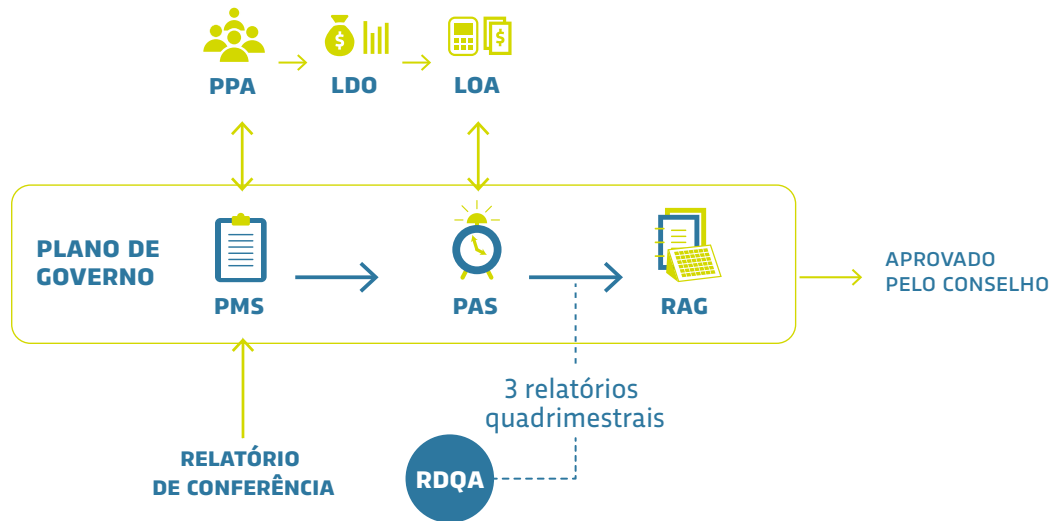 PPA
LDO
LOA
PLANO DE
GOVERNO
PMS
PAS
RAG
APROVADO
PELO CONSELHO
3 relatórios
quadrimestrais
RELATÓRIO
DE CONFERÊNCIA
RDQA